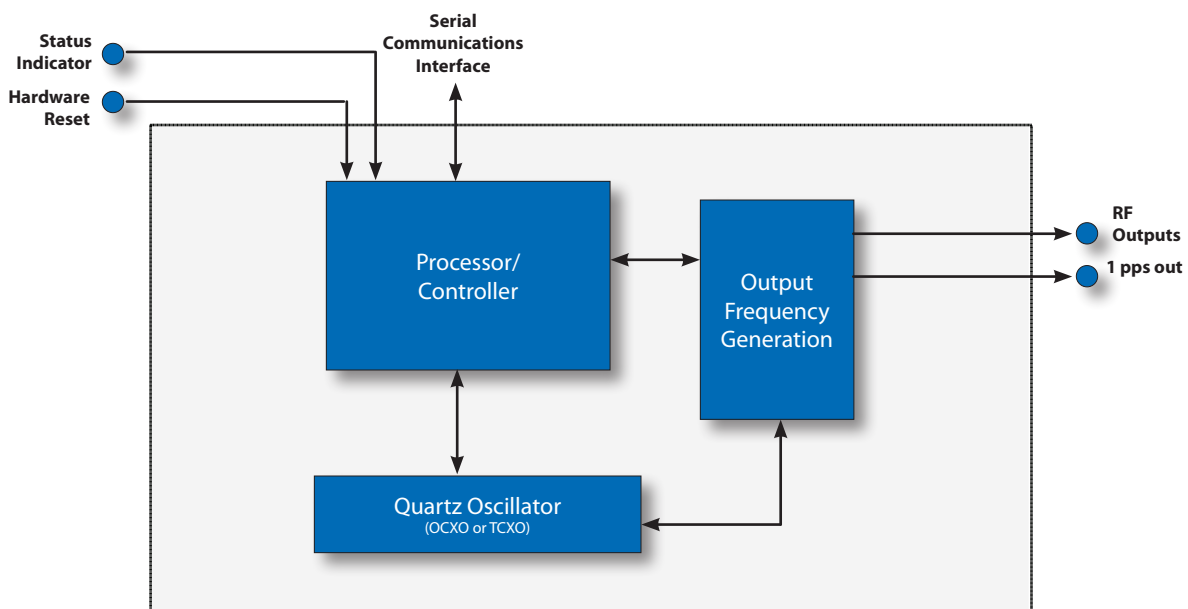 Status
Indicator
Hardware
Reset
Serial
Communications
Interface
Processor/
Controller
Output
Frequency
Generation
RF
Outputs
1 pps out
Quartz Oscillator
(OCXO or TCXO)